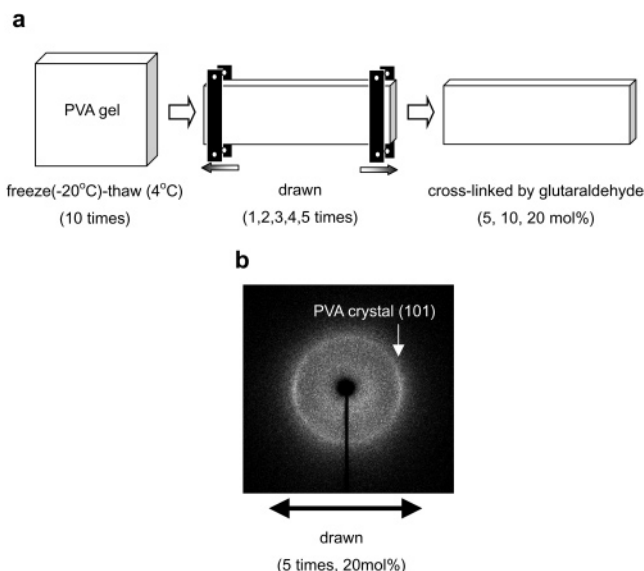 a
PVA gel
freeze(-20°C)-thaw (4°C)
(10 times)
drawn
(1,2,3,4,5 times)
cross-linked by glutaraldehyde
(5, 10, 20 mol%)
b
PVA crystal (101)
drawn
(5 times, 20mol%)